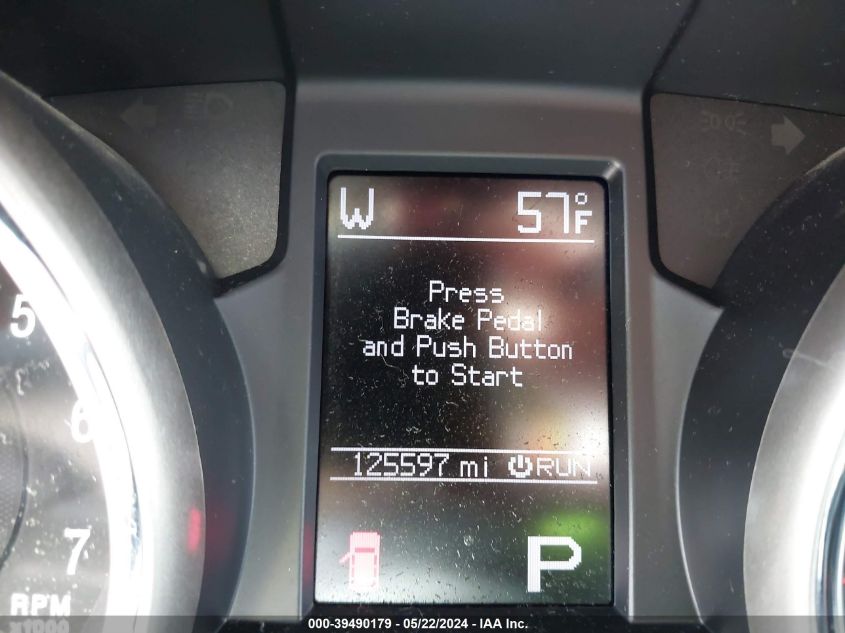 W 57°F
Press
Brake Pedal
and Push Button
to Start
125597 mi RUN
P
5
6
7
RPM
x1000
000-39490179 - 05/22/2024 - IAA Inc.